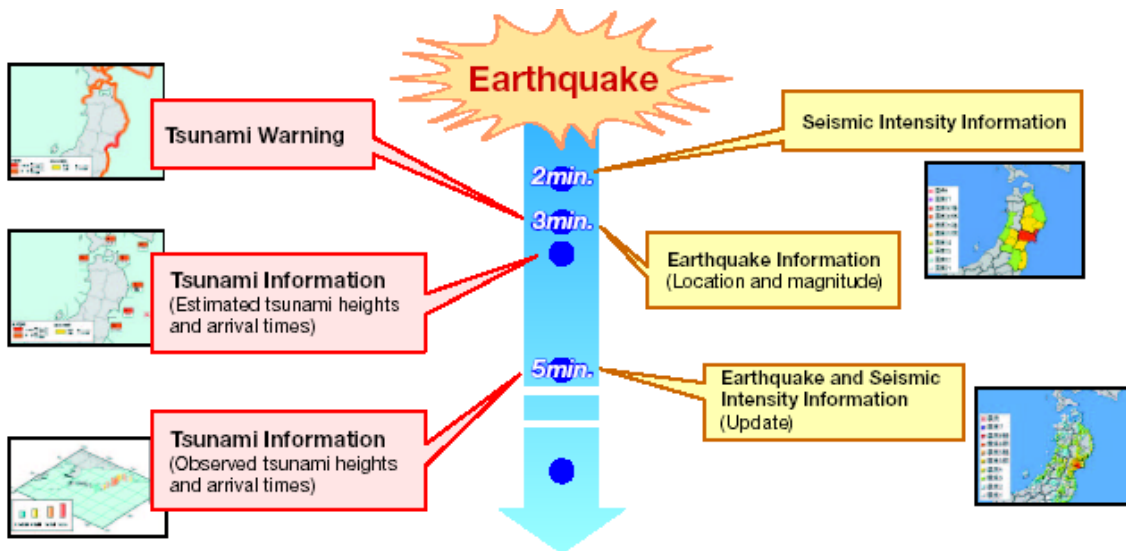 Earthquake
Seismic Intensity Information
Tsunami Warning
2min.
3min.
Earthquake Information
(Location and magnitude)
Tsunami Information
(Estimated tsunami heights
and arrival times)
5min.
Earthquake and Seismic
Intensity Information
(Update)
Tsunami Information
(Observed tsunami heights
and arrival times)